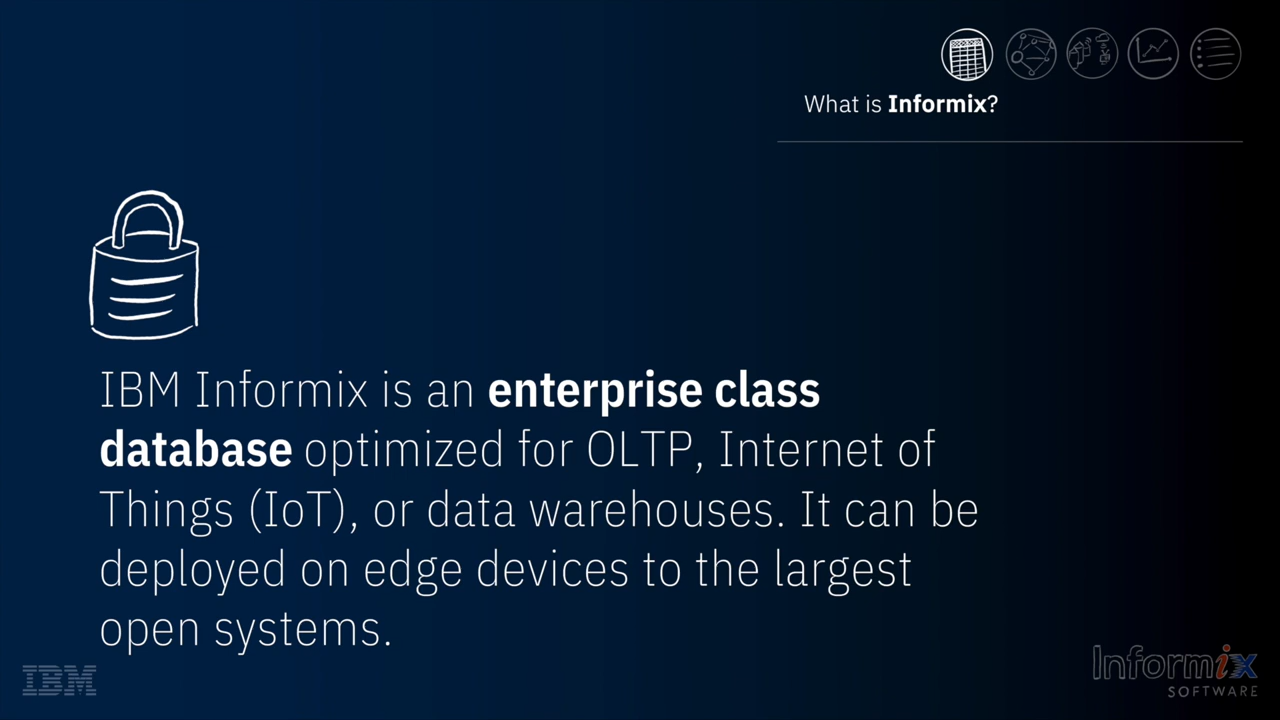 What is Informix?
IBM Informix is an enterprise class
database optimized for OLTP, Internet of
Things (IoT), or data warehouses. It can be
deployed on edge devices to the largest
open systems.
IBM
Informix
SOFTWARE